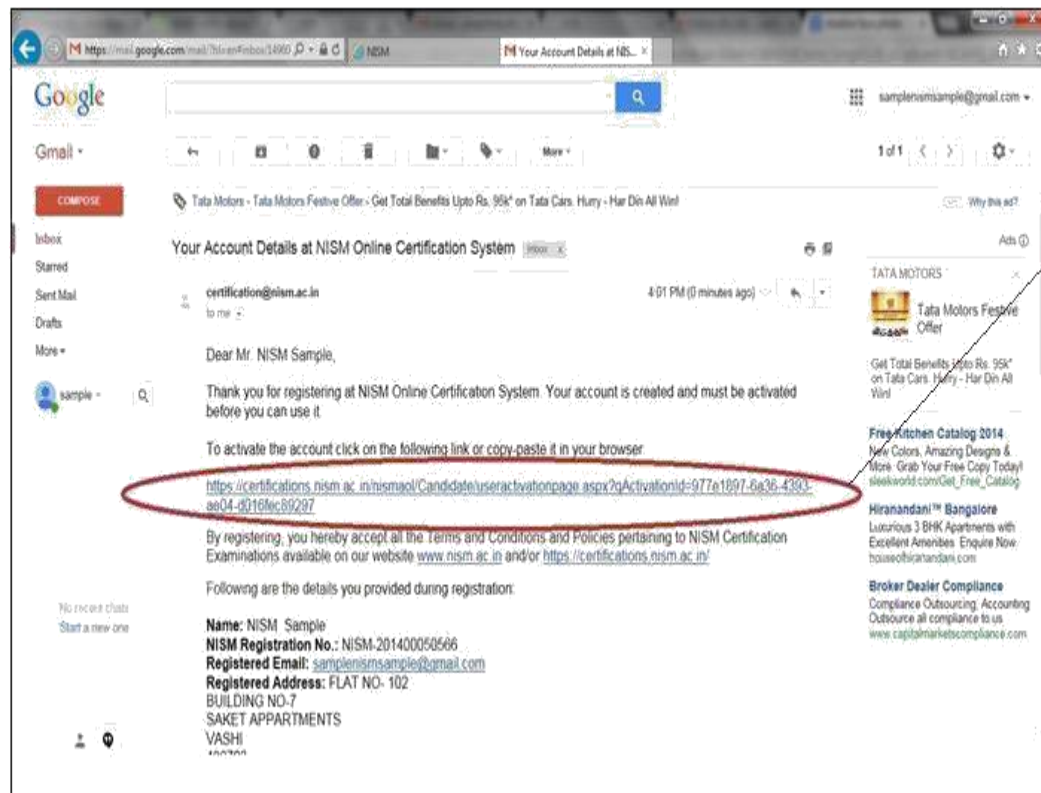 https://mail.google.com/mail/
NISM
Your Account Details at NIS...
Google
samplenismsample@gmail.com
Gmail
More
1 of 1
COMPOSE
Tata Motors - Tata Motors Festive Offer - Get Total Benefits Upto Rs. 95k* on Tata Cars. Hurry - Har Din All Win!
Why this ad?
Inbox
Starred
Sent Mail
Drafts
More
sample
No recent chats
Start a new one
Your Account Details at NISM Online Certification System Inbox x
certification@nism.ac.in
4:01 PM (0 minutes ago)
to me
Dear Mr. NISM Sample,
Thank you for registering at NISM Online Certification System. Your account is created and must be activated
before you can use it
To activate the account click on the following link or copy-paste it in your browser
https://certifications.nism.ac.in/nismaol/Candidate/useractivationpage.aspx?qActivationId=977e1897-6a36-4393-
ae04-d016fec89297
By registering, you hereby accept all the Terms and Conditions and Policies pertaining to NISM Certification
Examinations available on our website www.nism.ac.in and/or https://certifications.nism.ac.in/
Following are the details you provided during registration:
Name: NISM Sample
NISM Registration No.: NISM-201400050566
Registered Email: samplenismsample@gmail.com
Registered Address: FLAT NO- 102
BUILDING NO-7
SAKET APPARTMENTS
VASHI
Ads
TATA MOTORS
Tata Motors Festive
Offer
Get Total Benefits Upto Rs. 95k*
on Tata Cars. Hurry - Har Din All
Win!
Free Kitchen Catalog 2014
New Colors, Amazing Designs &
More. Grab Your Free Copy Today!
sleekworld.com/Get_Free_Catalog
Hiranandani™ Bangalore
Luxurious 3 BHK Apartments with
Excellent Amenities. Enquire Now.
houseofhiranandani.com
Broker Dealer Compliance
Compliance Outsourcing, Accounting
Outsource all compliance to us
www.capitalmarketscompliance.com